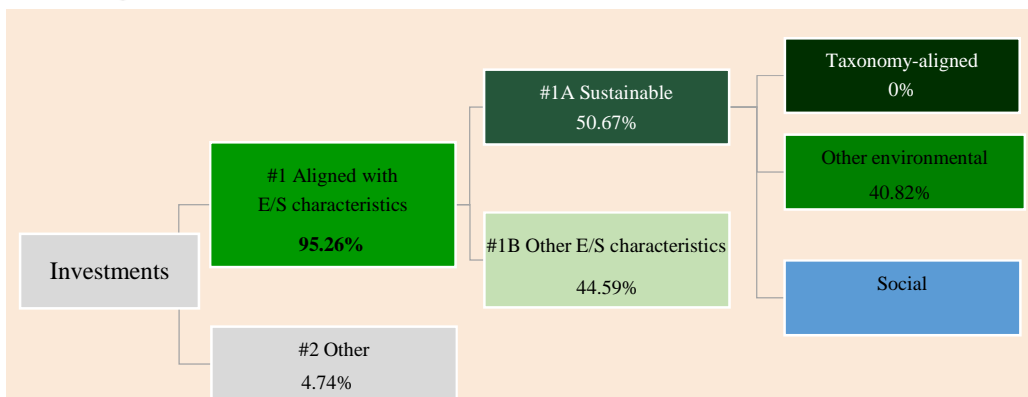 Investments
#1 Aligned with
E/S characteristics
95.26%
#2 Other
4.74%
#1A Sustainable
50.67%
#1B Other E/S characteristics
44.59%
Taxonomy-aligned
0%
Other environmental
40.82%
Social